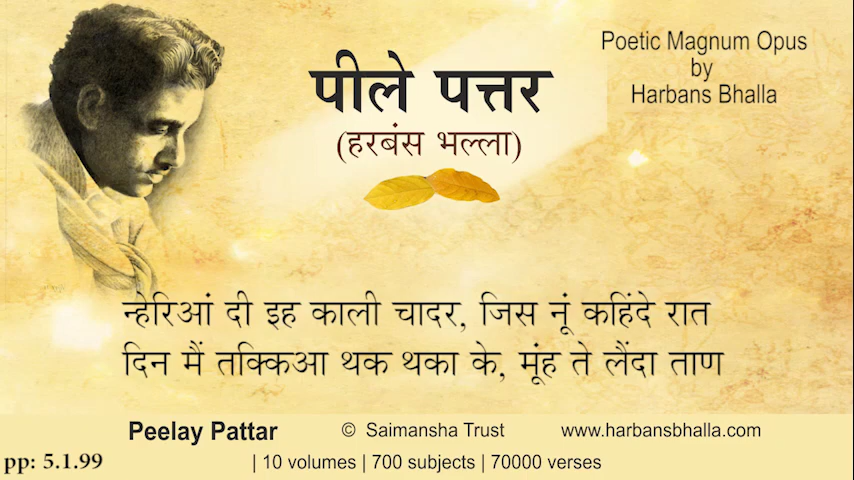 पीले पत्तर
(हरबंस भल्ला)
Poetic Magnum Opus
by
Harbans Bhalla
न्हेरिआं दी इह काली चादर, जिस नूं कहिंदे रात
दिन मैं तक्किआ थक थका के, मूंह ते लैंदा ताण
Peelay Pattar © Saimansha Trust www.harbansbhalla.com
pp: 5.1.99 | 10 volumes | 700 subjects | 70000 verses